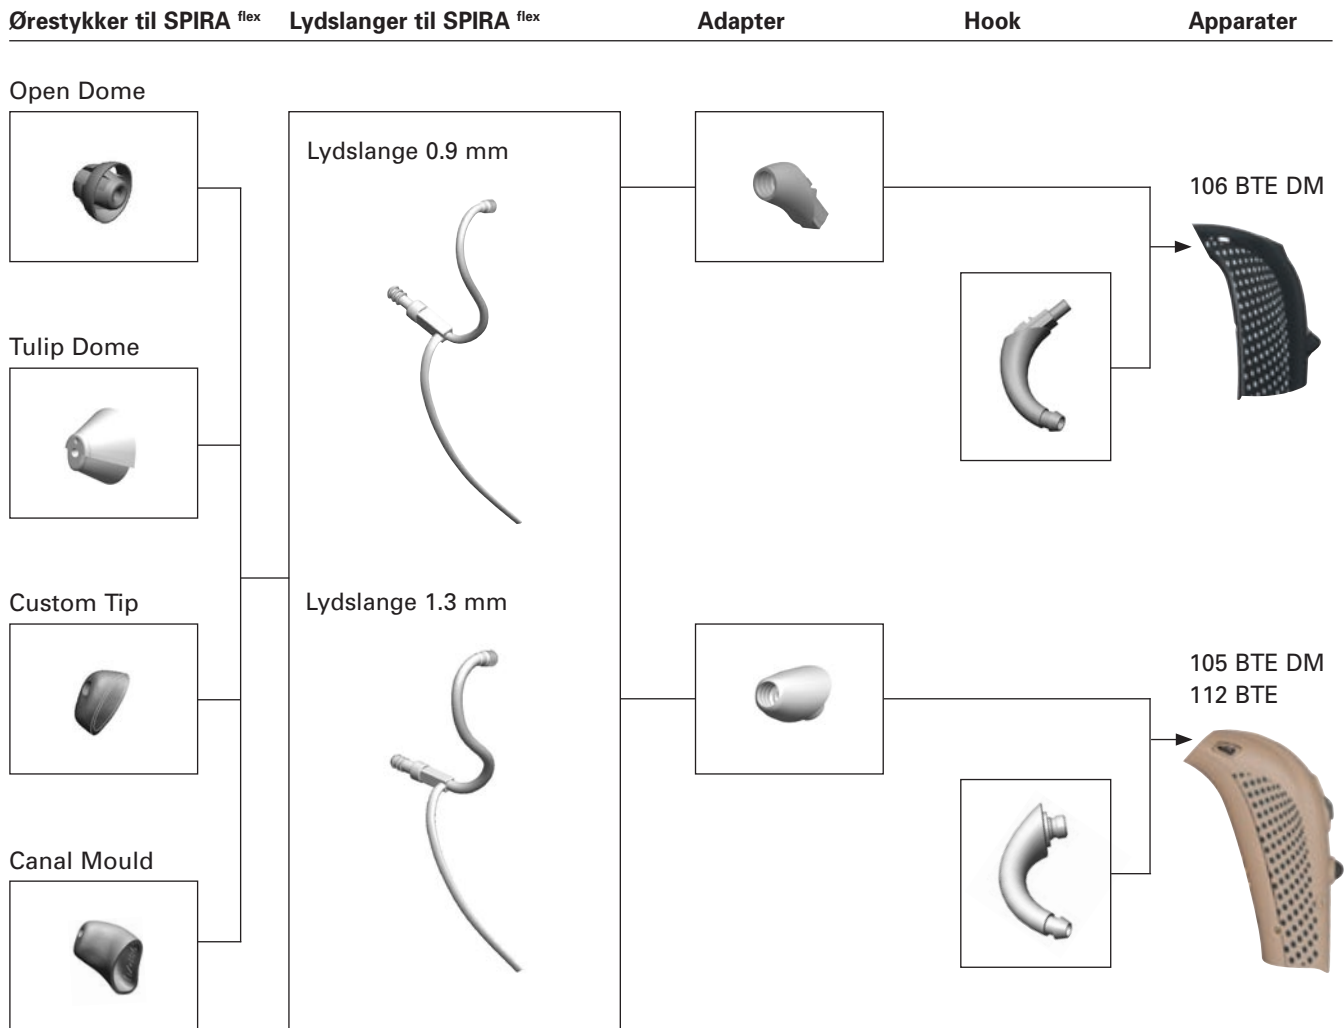 Ørestykker til SPIRA flex Lydslanger til SPIRA flex Adapter Hook Apparater
Open Dome
Lydslange 0.9 mm
106 BTE DM
Tulip Dome
Custom Tip
Lydslange 1.3 mm
105 BTE DM
112 BTE
Canal Mould